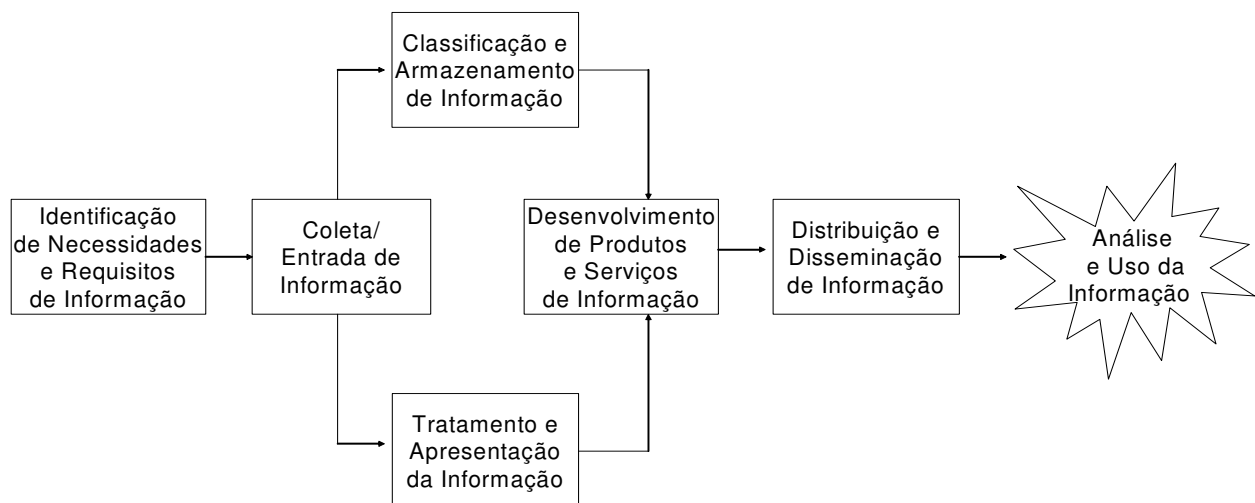 Identificação
de Necessidades
e Requisitos
de Informação
Coleta/
Entrada de
Informação
Classificação e
Armazenamento
de Informação
Tratamento e
Apresentação
da Informação
Desenvolvimento
de Produtos
e Serviços
de Informação
Distribuição e
Disseminação
de Informação
Análise
e Uso da
Informação